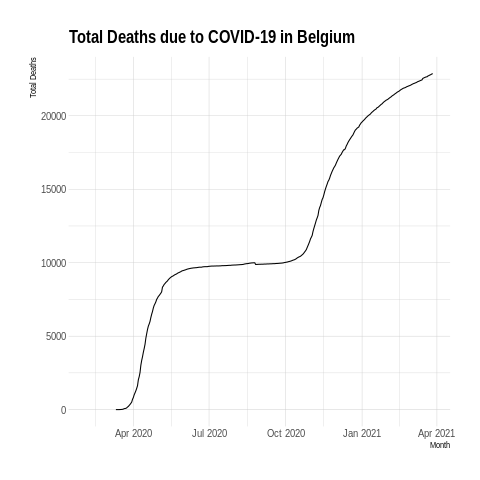 Total Deaths due to COVID-19 in Belgium
Total Deaths
20000
15000
10000
5000
0
Apr 2020 Jul 2020 Oct 2020 Jan 2021 Apr 2021
Month